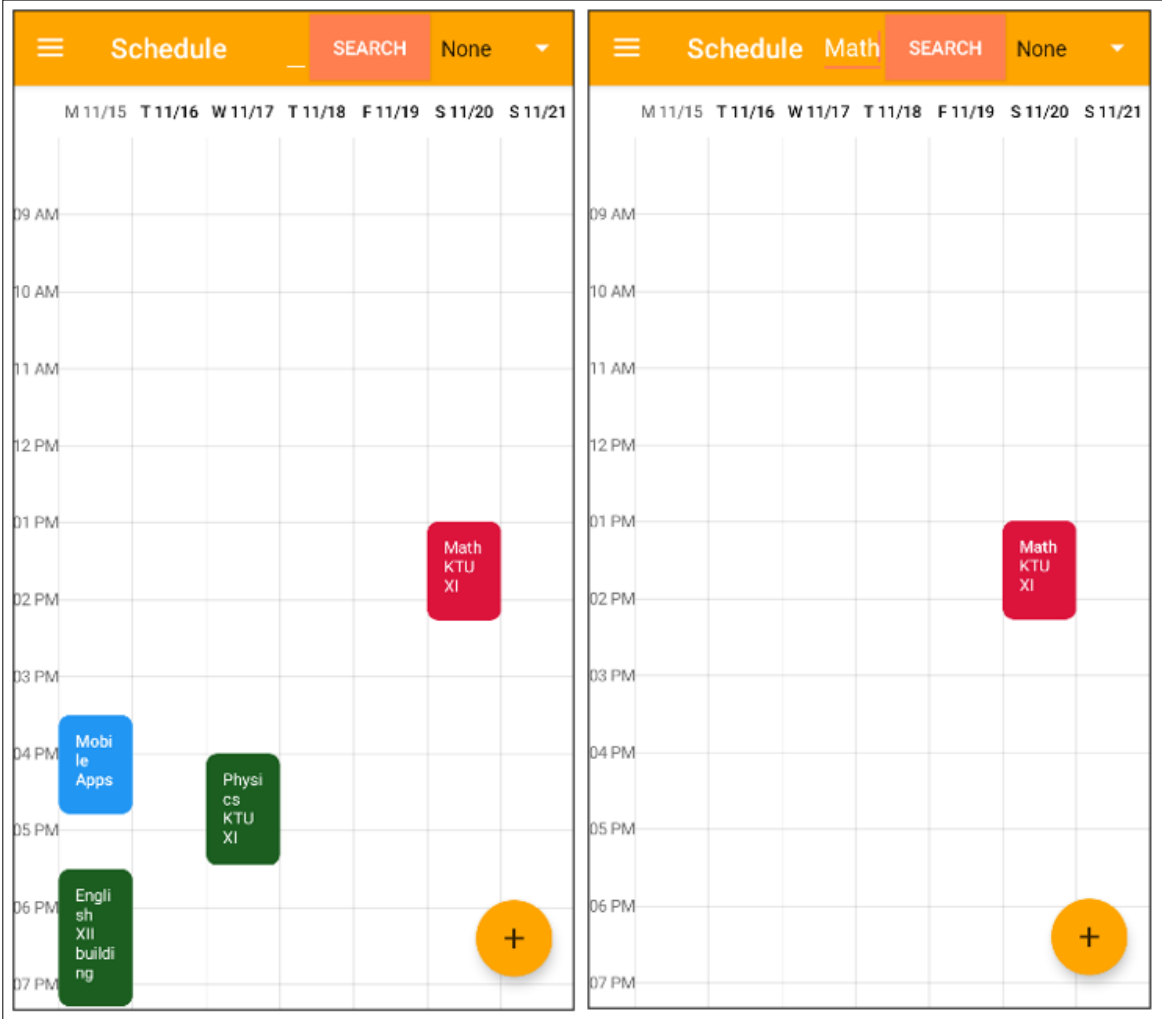 Schedule SEARCH None
M 11/15 T 11/16 W 11/17 T 11/18 F 11/19 S 11/20 S 11/21
09 AM
10 AM
11 AM
12 PM
01 PM
Math
KTU
XI
02 PM
03 PM
Mobi
le
Apps
04 PM
Physi
cs
KTU
XI
05 PM
Engli
sh
XII
buildi
ng
06 PM
+
07 PM
Schedule Math SEARCH None
M 11/15 T 11/16 W 11/17 T 11/18 F 11/19 S 11/20 S 11/21
09 AM
10 AM
11 AM
12 PM
01 PM
Math
KTU
XI
02 PM
03 PM
04 PM
05 PM
06 PM
+
07 PM